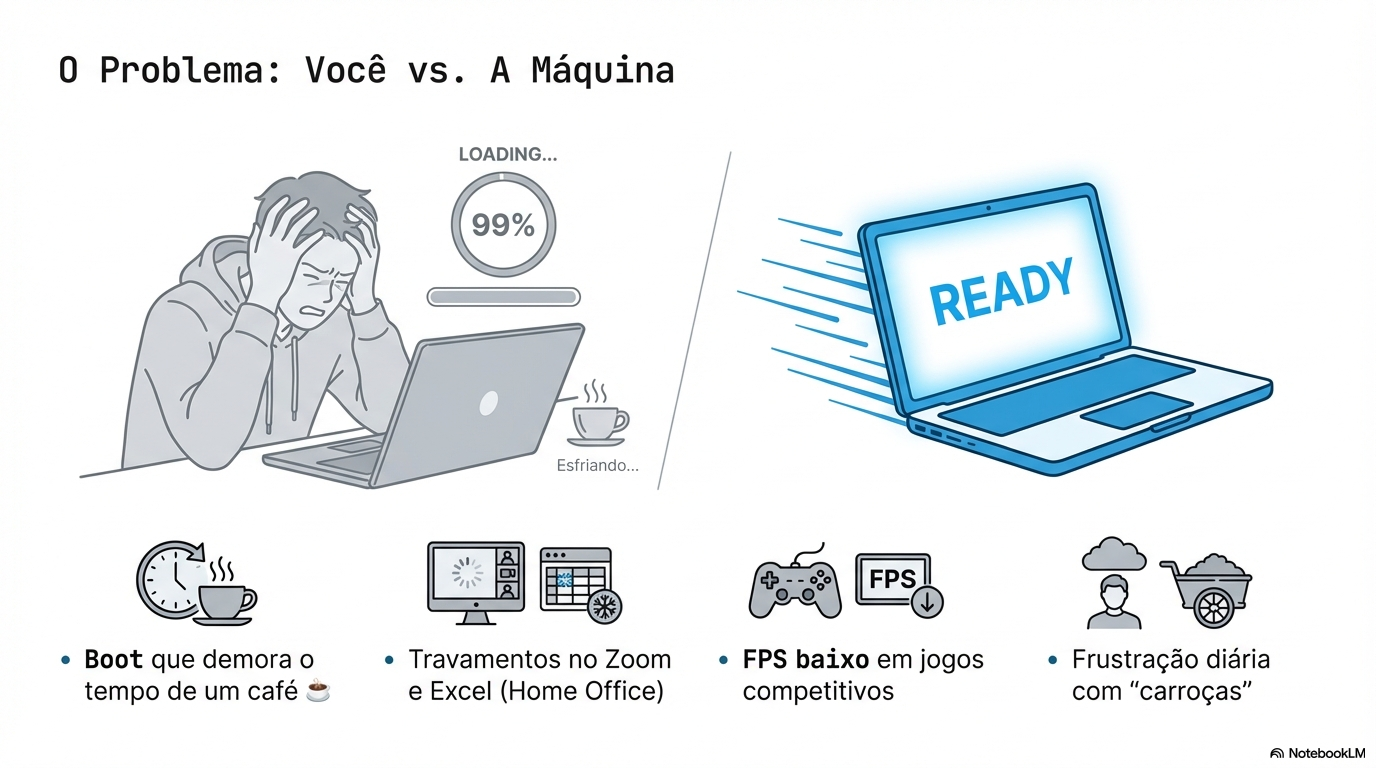 O Problema: Você vs. A Máquina
LOADING...
99%
READY
Esfriando...
FPS
• Boot que demora o
tempo de um café ☕
• Travamentos no Zoom
e Excel (Home Office)
• FPS baixo em jogos
competitivos
• Frustração diária
com “carroças”
NotebookLM